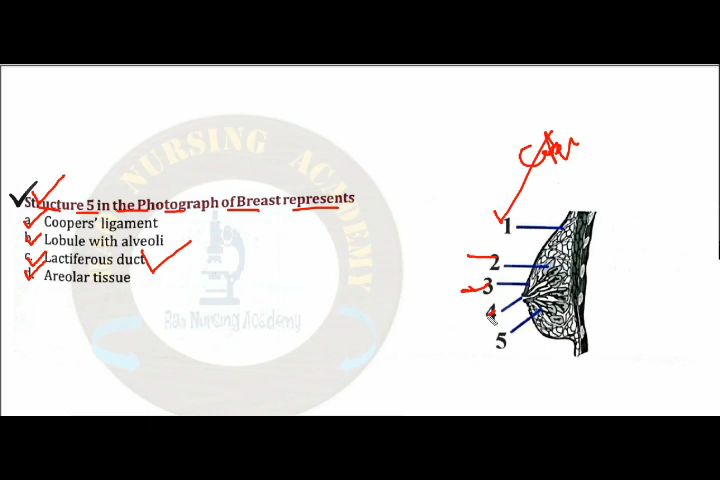 NURSING ACADEMY
Structure 5 in the Photograph of Breast represents
a. Coopers' ligament
b. Lobule with alveoli
c. Lactiferous duct
d. Areolar tissue
Rao Nursing Academy
1
2
3
4
5